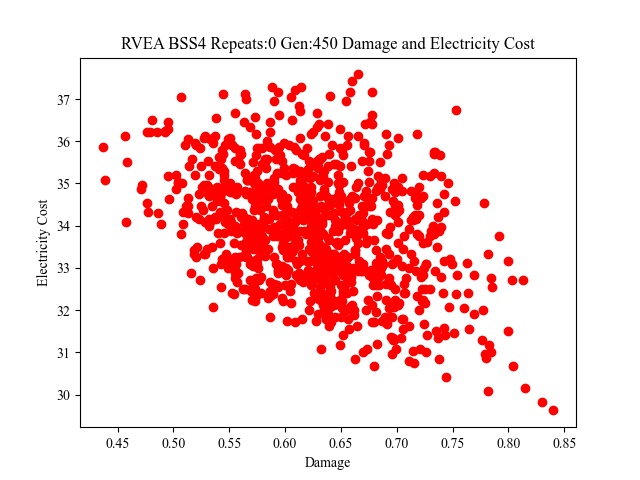 RVEA BSS4 Repeats:0 Gen:450 Damage and Electricity Cost
37
36
35
34
33
32
31
30
Electricity Cost
0.45 0.50 0.55 0.60 0.65 0.70 0.75 0.80 0.85
Damage